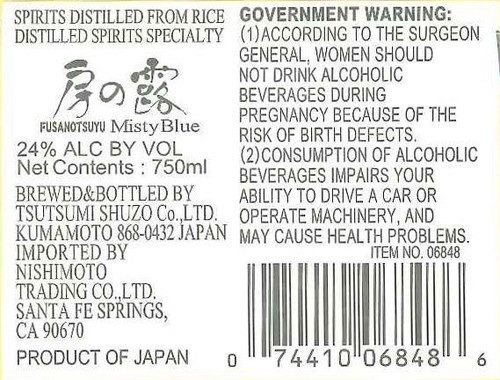 SPIRITS DISTILLED FROM RICE
DISTILLED SPIRITS SPECIALTY
房の露
FUSANOTSUYU MistyBlue
24% ALC BY VOL
Net Contents : 750ml
BREWED&BOTTLED BY
TSUTSUMI SHUZO Co.,LTD.
KUMAMOTO 868-0432 JAPAN
IMPORTED BY
NISHIMOTO
TRADING CO.,LTD.
SANTA FE SPRINGS,
CA 90670
PRODUCT OF JAPAN
GOVERNMENT WARNING:
(1)ACCORDING TO THE SURGEON
GENERAL, WOMEN SHOULD
NOT DRINK ALCOHOLIC
BEVERAGES DURING
PREGNANCY BECAUSE OF THE
RISK OF BIRTH DEFECTS.
(2)CONSUMPTION OF ALCOHOLIC
BEVERAGES IMPAIRS YOUR
ABILITY TO DRIVE A CAR OR
OPERATE MACHINERY, AND
MAY CAUSE HEALTH PROBLEMS.
ITEM NO. 06848
0 74410 06848 6